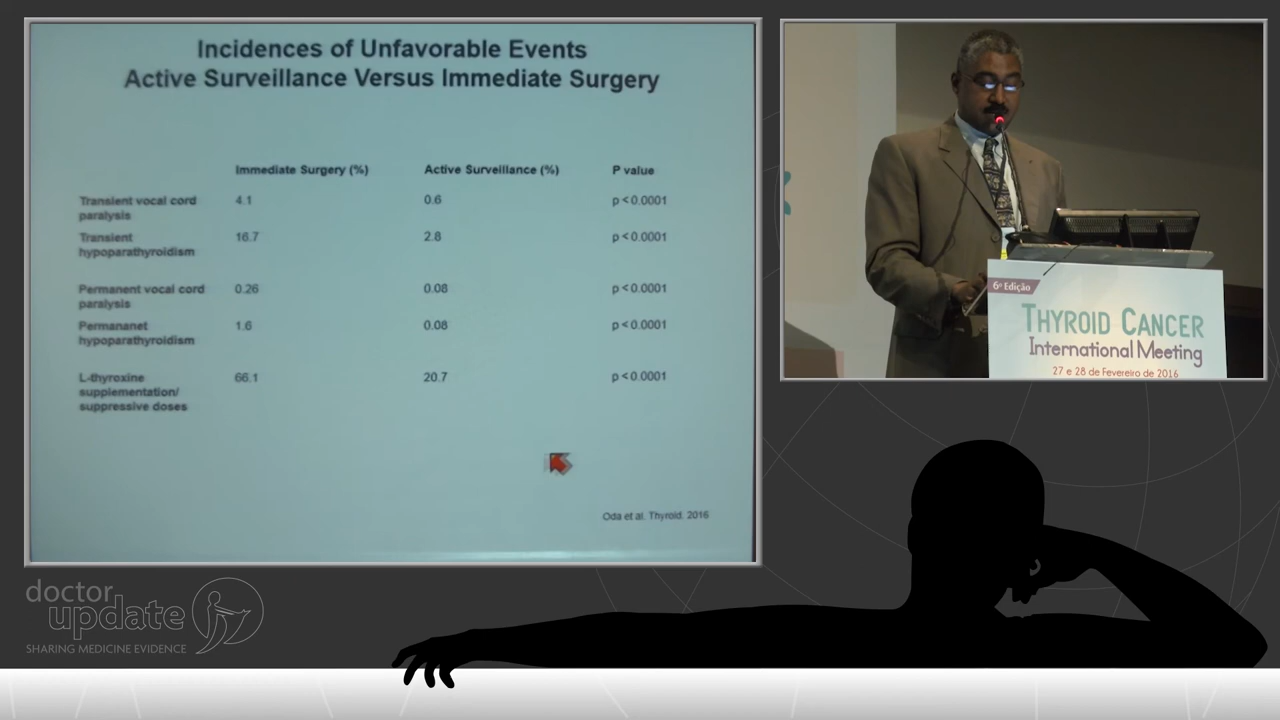 Incidences of Unfavorable Events
Active Surveillance Versus Immediate Surgery
Immediate Surgery (%) Active Surveillance (%) P value
Transient vocal cord 4.1 0.6 p<0.0001
paralysis
Transient 16.7 2.8 p<0.0001
hypoparathyroidism
Permanent vocal cord 0.26 0.08 p<0.0001
paralysis
Permananet 1.6 0.08 p<0.0001
hypoparathyroidism
L-thyroxine 66.1 20.7 p<0.0001
supplementation/
suppressive doses
Oda et al. Thyroid. 2016
6ª Edição
THYROID CANCER
International Meeting
27 e 28 de Fevereiro de 2016
doctor
update
SHARING MEDICINE EVIDENCE